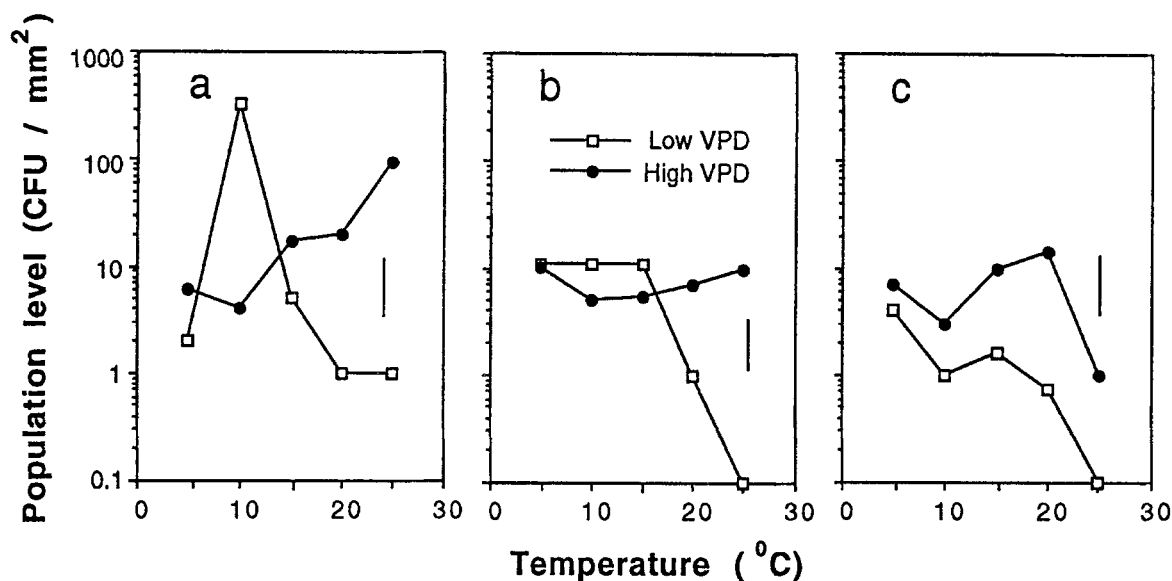 Population level (CFU / mm²)
1000
100
10
1
0.1
a
b
c
Low VPD
High VPD
0 10 20 30
0 10 20 30
0 10 20 30
Temperature ( ⁰C)